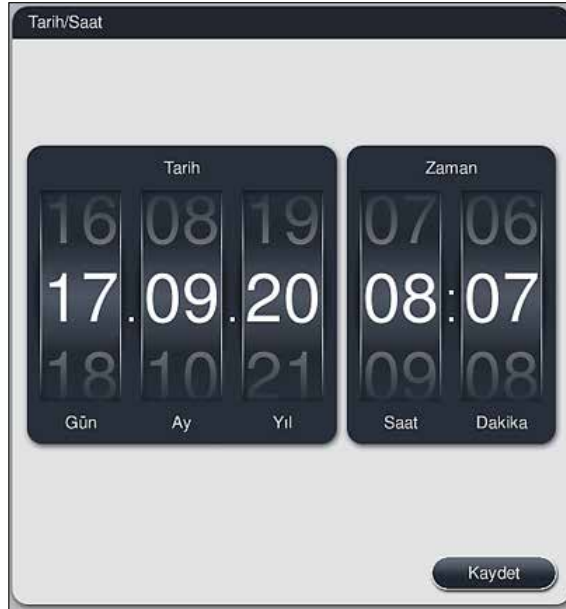 Tarih/Saat
Tarih
Zaman
16 08 19 07 06
17.09.20 08:07
18 10 21 09 08
Gün Ay Yıl Saat Dakika
Kaydet